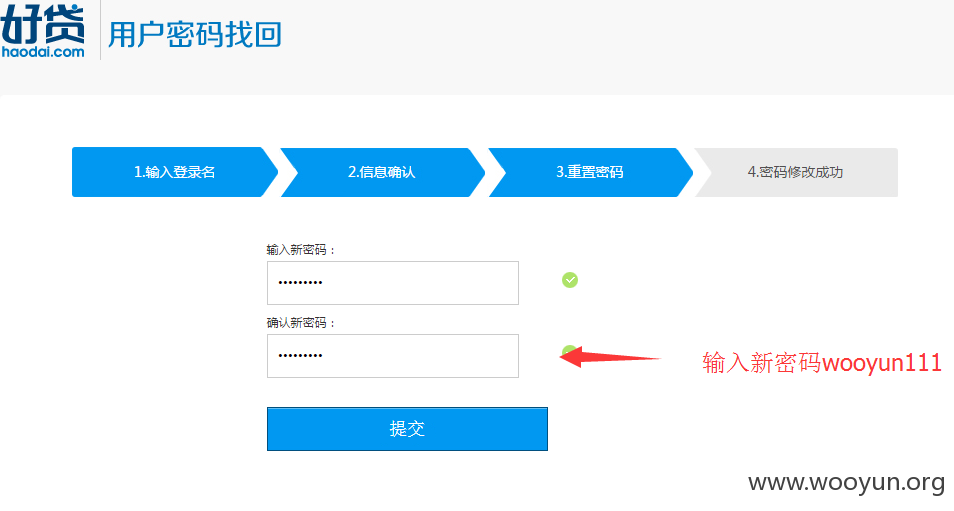 好贷
haodai.com
用户密码找回
1.输入登录名
2.信息确认
3.重置密码
4.密码修改成功
输入新密码：
•••••••••
确认新密码：
•••••••••
输入新密码wooyun111
提交
www.wooyun.org